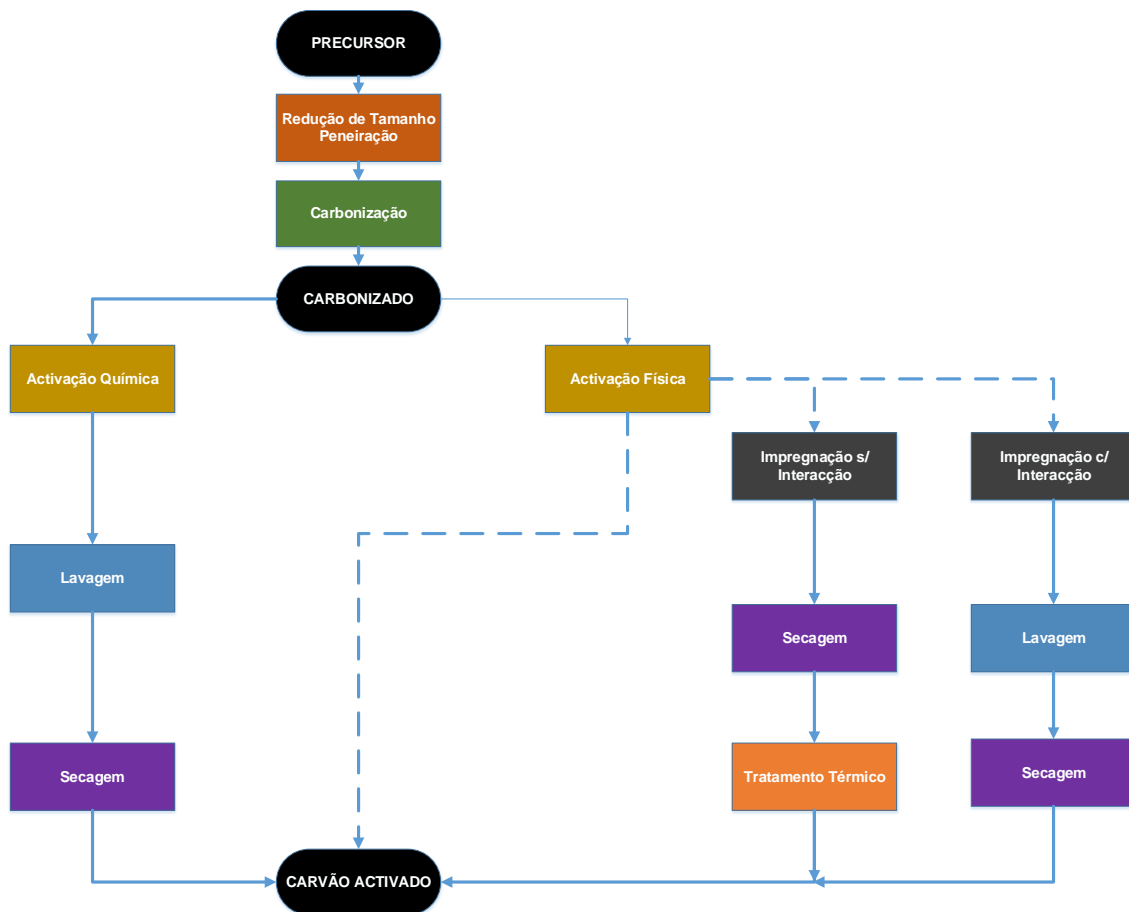 PRECURSOR
Redução de Tamanho
Peneiração
Carbonização
CARBONIZADO
Activação Química
Activação Física
Impregnação s/
Interacção
Impregnação c/
Interacção
Lavagem
Secagem
Lavagem
Secagem
Tratamento Térmico
Secagem
CARVÃO ACTIVADO